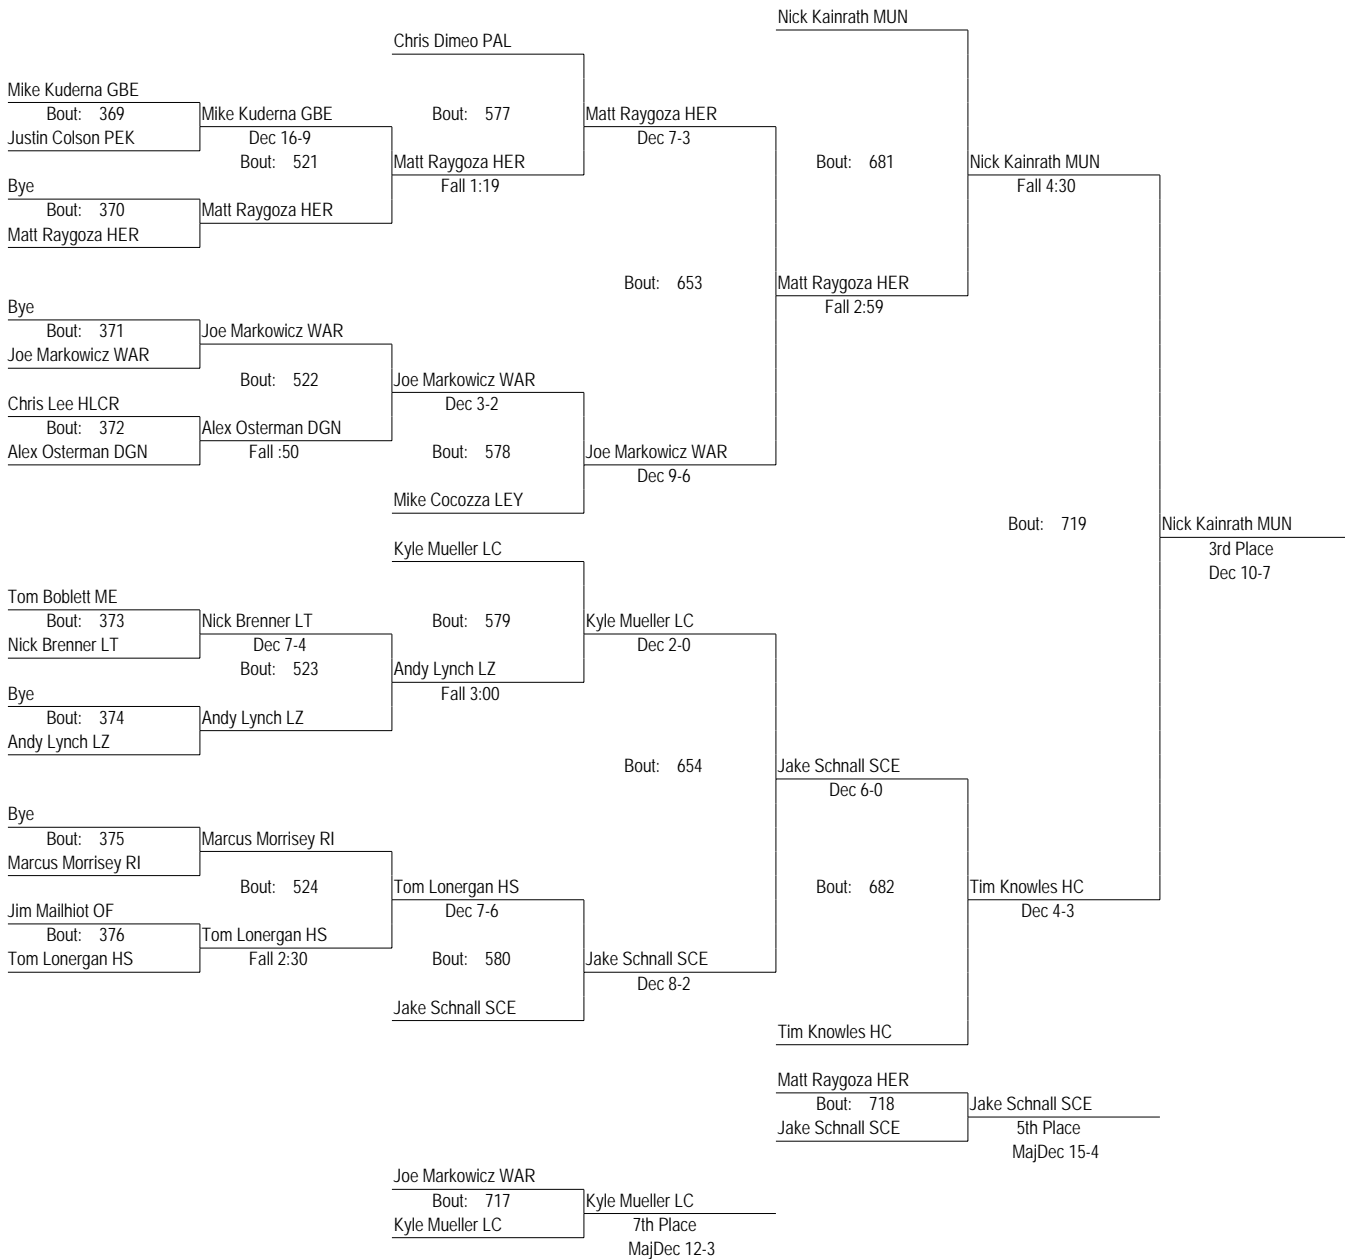 Nick Kainrath MUN
Chris Dimeo PAL
Mike Kuderna GBE
Bout: 369
Mike Kuderna GBE
Bout: 577
Matt Raygoza HER
Justin Colson PEK
Dec 16-9
Dec 7-3
Bout: 521
Matt Raygoza HER
Bout: 681
Nick Kainrath MUN
Bye
Fall 1:19
Fall 4:30
Bout: 370
Matt Raygoza HER
Matt Raygoza HER
Bout: 653
Matt Raygoza HER
Bye
Fall 2:59
Bout: 371
Joe Markowicz WAR
Joe Markowicz WAR
Bout: 522
Joe Markowicz WAR
Chris Lee HLCR
Dec 3-2
Bout: 372
Alex Osterman DGN
Alex Osterman DGN
Fall :50
Bout: 578
Joe Markowicz WAR
Dec 9-6
Mike Cocozza LEY
Bout: 719
Nick Kainrath MUN
Kyle Mueller LC
3rd Place
Dec 10-7
Tom Boblett ME
Bout: 373
Nick Brenner LT
Bout: 579
Kyle Mueller LC
Nick Brenner LT
Dec 7-4
Dec 2-0
Bout: 523
Andy Lynch LZ
Bye
Fall 3:00
Bout: 374
Andy Lynch LZ
Andy Lynch LZ
Bout: 654
Jake Schnall SCE
Dec 6-0
Bye
Bout: 375
Marcus Morrisey RI
Marcus Morrisey RI
Bout: 524
Tom Lonergan HS
Bout: 682
Tim Knowles HC
Jim Mailhiot OF
Dec 7-6
Dec 4-3
Bout: 376
Tom Lonergan HS
Tom Lonergan HS
Fall 2:30
Bout: 580
Jake Schnall SCE
Dec 8-2
Jake Schnall SCE
Tim Knowles HC
Matt Raygoza HER
Bout: 718
Jake Schnall SCE
Jake Schnall SCE
5th Place
MajDec 15-4
Joe Markowicz WAR
Bout: 717
Kyle Mueller LC
Kyle Mueller LC
7th Place
MajDec 12-3